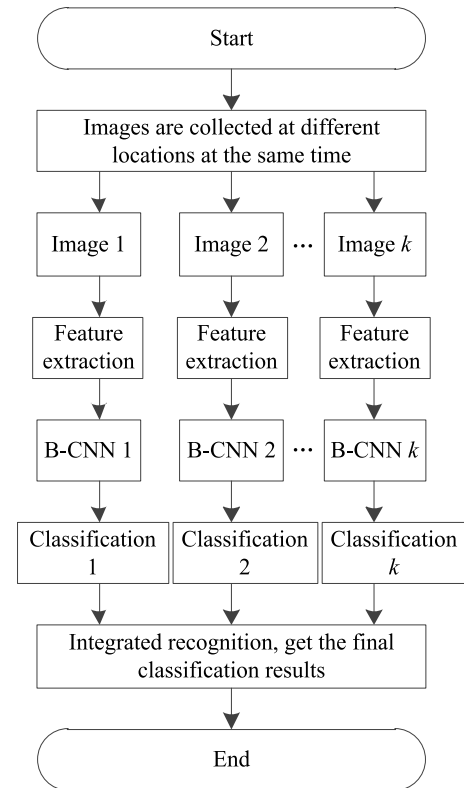 Start
Images are collected at different
locations at the same time
Image 1
Image 2
...
Image k
Feature
extraction
Feature
extraction
Feature
extraction
B-CNN 1
B-CNN 2
...
B-CNN k
Classification
1
Classification
2
Classification
k
Integrated recognition, get the final
classification results
End